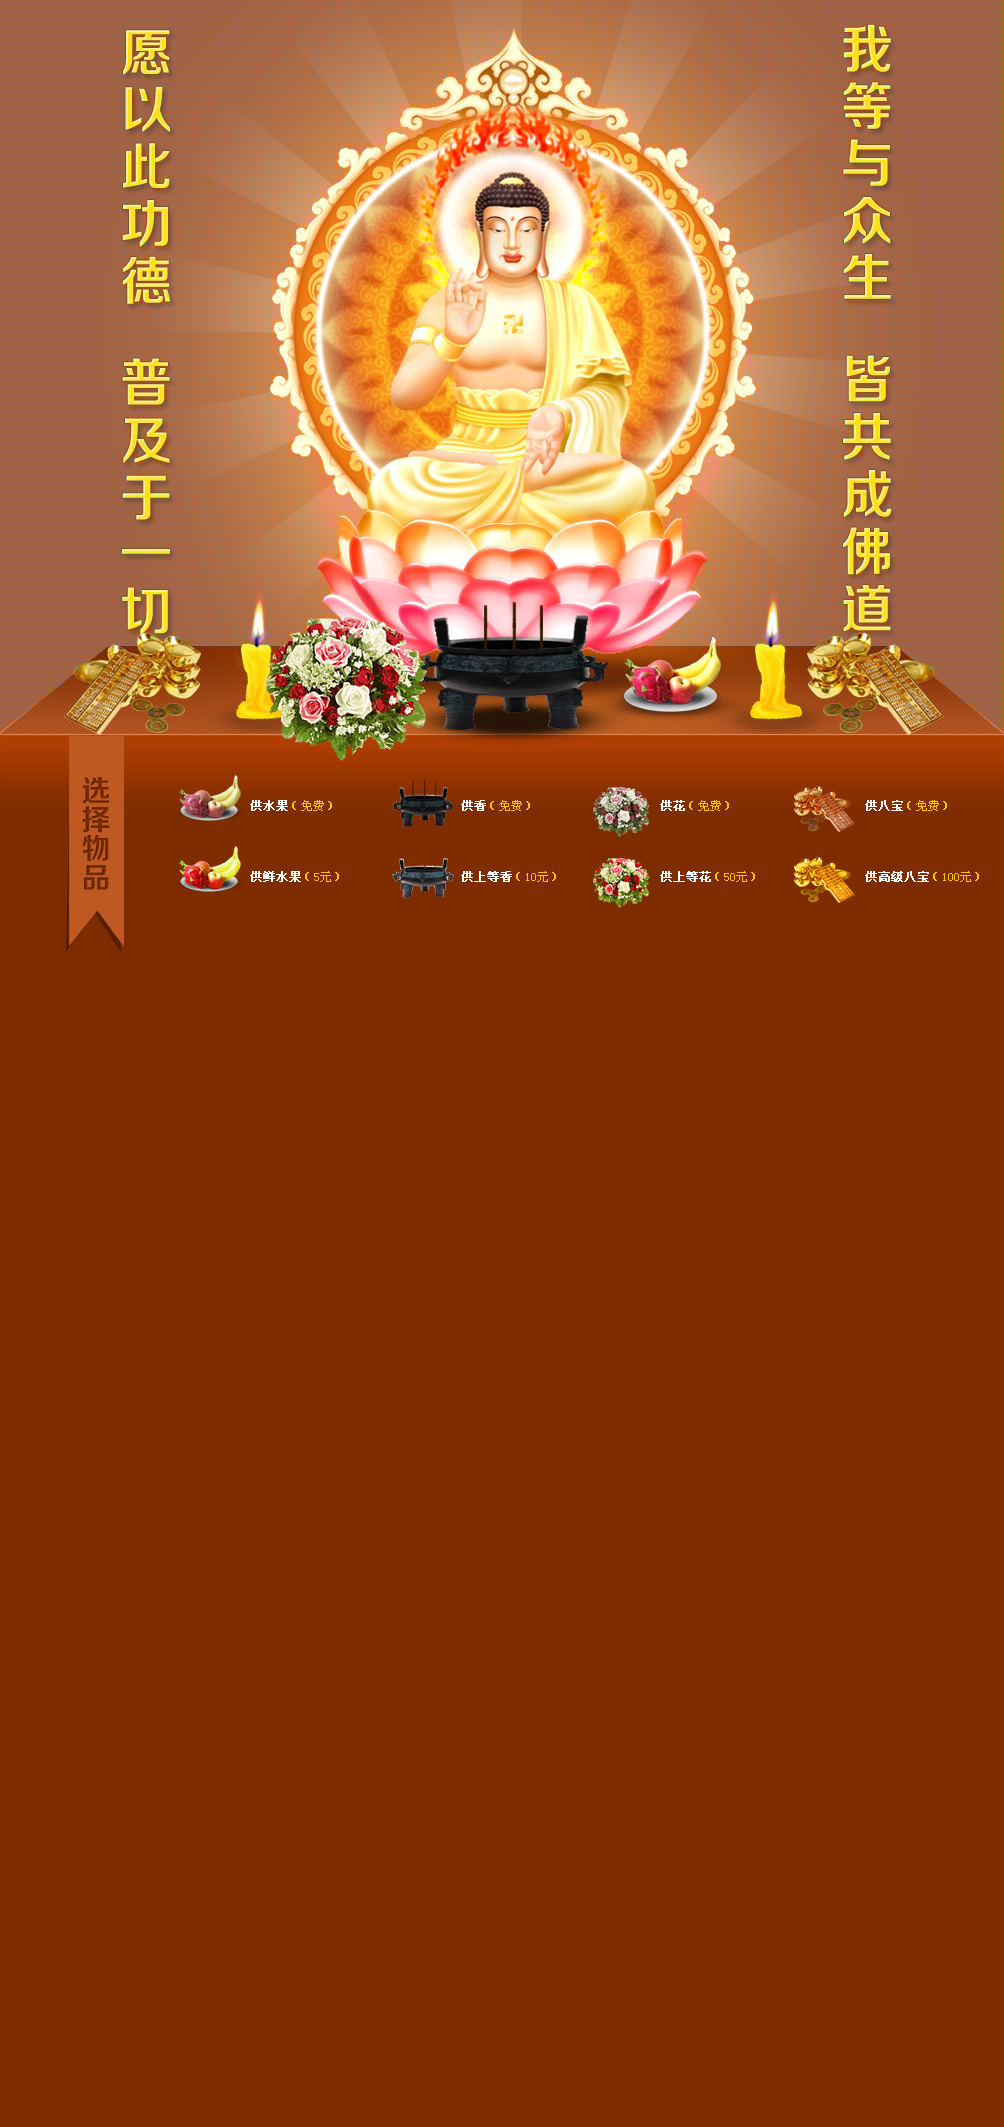 愿以此功德 普及于一切
我等与众生 皆共成佛道
选择物品
供水果（免费）
供香（免费）
供花（免费）
供八宝（免费）
供鲜水果（5元）
供上等香（10元）
供上等花（50元）
供高级八宝（100元）